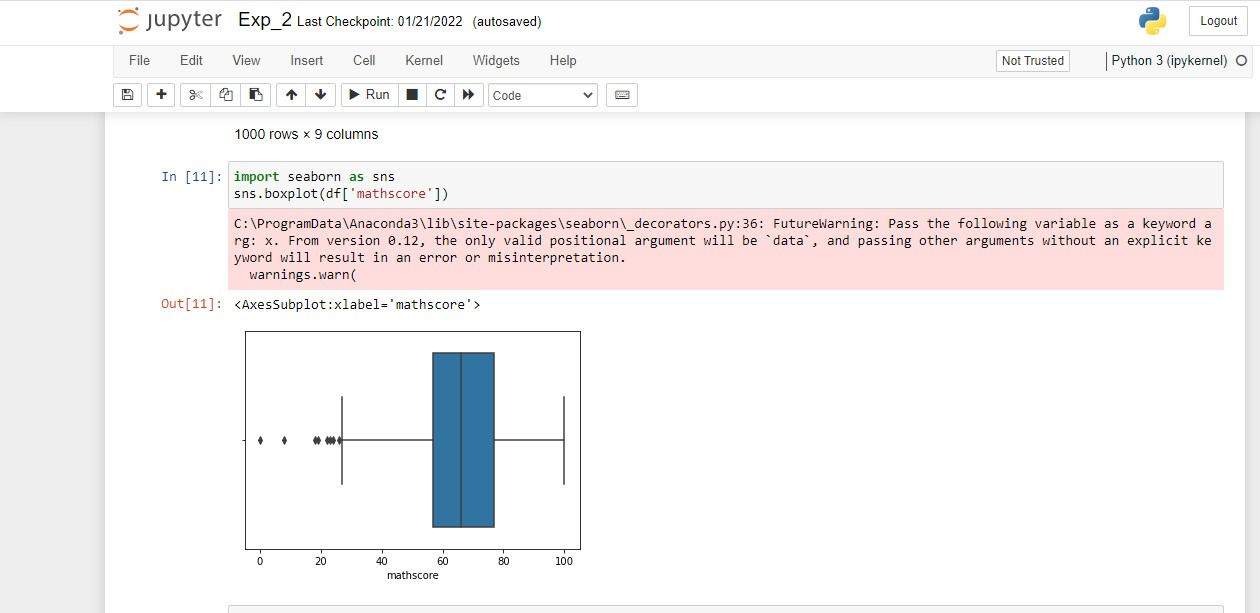 jupyter Exp_2 Last Checkpoint: 01/21/2022 (autosaved) Logout
File Edit View Insert Cell Kernel Widgets Help Not Trusted Python 3 (ipykernel)
Run Code
1000 rows × 9 columns
In [11]: import seaborn as sns
sns.boxplot(df['mathscore'])
C:\ProgramData\Anaconda3\lib\site-packages\seaborn\_decorators.py:36: FutureWarning: Pass the following variable as a keyword a
rg: x. From version 0.12, the only valid positional argument will be `data`, and passing other arguments without an explicit ke
yword will result in an error or misinterpretation.
  warnings.warn(
Out[11]: <AxesSubplot:xlabel='mathscore'>
0 20 40 60 80 100
mathscore